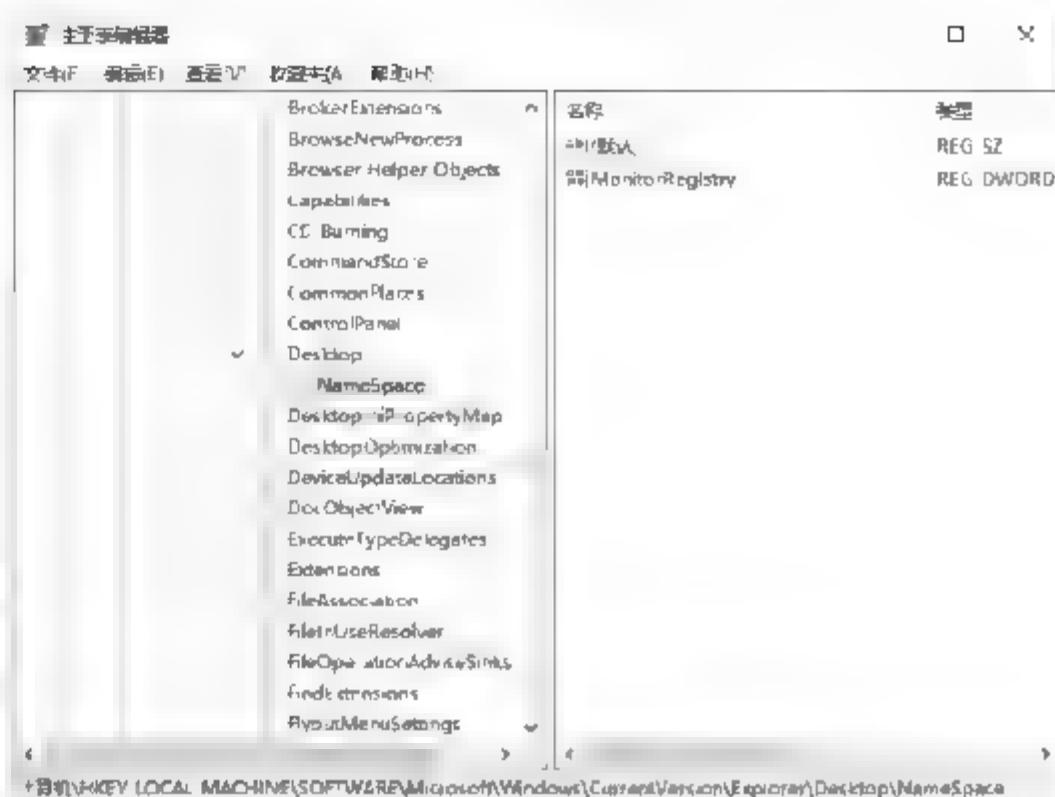 注册表编辑器
文件(F 编辑(E) 查看(V) 收藏夹(A 帮助(H)
BrokerExtensions
BrowseNewProcess
Browser Helper Objects
Capabilities
CD Burning
CommandStore
CommonPlaces
ControlPanel
Desktop
NameSpace
DesktopIniPropertyMap
DesktopOptimization
DeviceUpdateLocations
DocObjectView
ExecuteTypeDelegates
Extensions
FileAssociation
FileInUseResolver
FileOperationAdviseSinks
FindExtensions
FlyoutMenuSettings
名称 类型
(默认) REG_SZ
MonitorRegistry REG_DWORD
计算机\HKEY_LOCAL_MACHINE\SOFTWARE\Microsoft\Windows\CurrentVersion\Explorer\Desktop\NameSpace